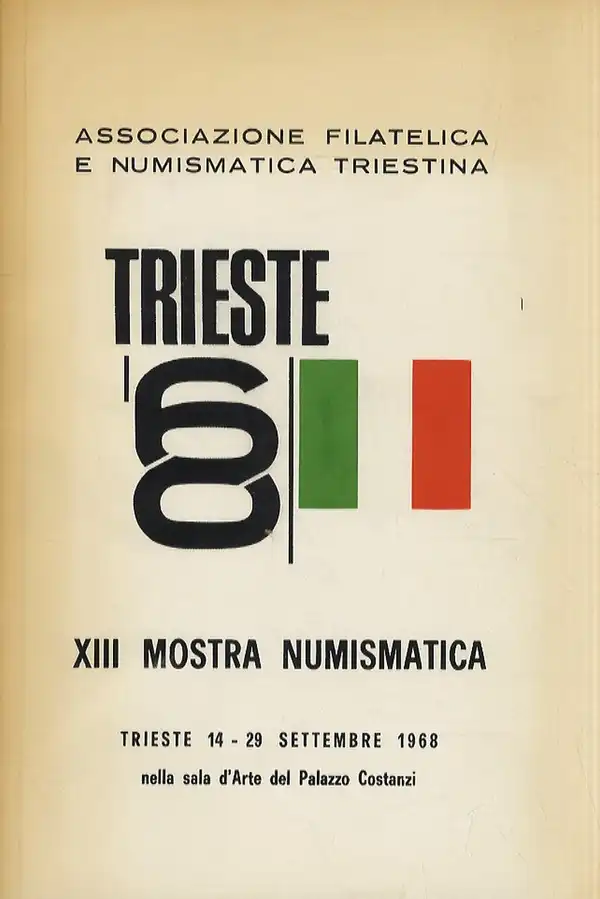 ASSOCIAZIONE FILATELICA
E NUMISMATICA TRIESTINA
TRIESTE
'68
XIII MOSTRA NUMISMATICA
TRIESTE 14 - 29 SETTEMBRE 1968
nella sala d'Arte del Palazzo Costanzi